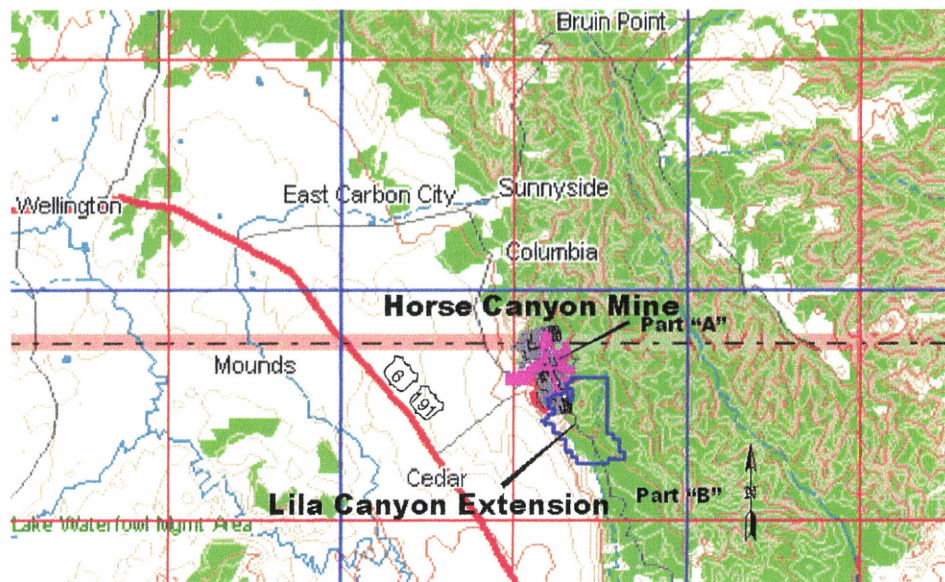 Bruin Point
Wellington
East Carbon City
Sunnyside
Columbia
Horse Canyon Mine
Part "A"
Mounds
6
191
Cedar
Lila Canyon Extension
Part "B"
N
Lake Waterfowl Mgmt Area